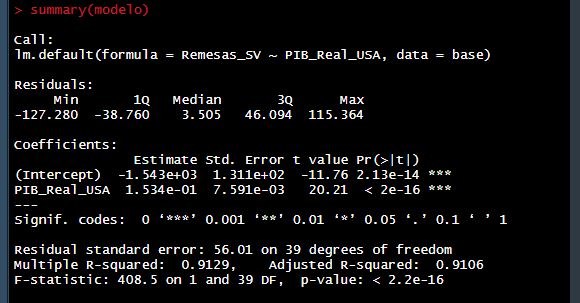 > summary(modelo)
Call:
lm.default(formula = Remesas_SV ~ PIB_Real_USA, data = base)
Residuals:
     Min       1Q   Median       3Q      Max
-127.280  -38.760    3.505   46.094  115.364
Coefficients:
               Estimate Std. Error t value Pr(>|t|)
(Intercept)  -1.543e+03  1.311e+02  -11.76 2.13e-14 ***
PIB_Real_USA  1.534e-01  7.591e-03   20.21  < 2e-16 ***
---
Signif. codes:  0 ‘***’ 0.001 ‘**’ 0.01 ‘*’ 0.05 ‘.’ 0.1 ‘ ’ 1
Residual standard error: 56.01 on 39 degrees of freedom
Multiple R-squared:  0.9129,    Adjusted R-squared:  0.9106
F-statistic: 408.5 on 1 and 39 DF,  p-value: < 2.2e-16